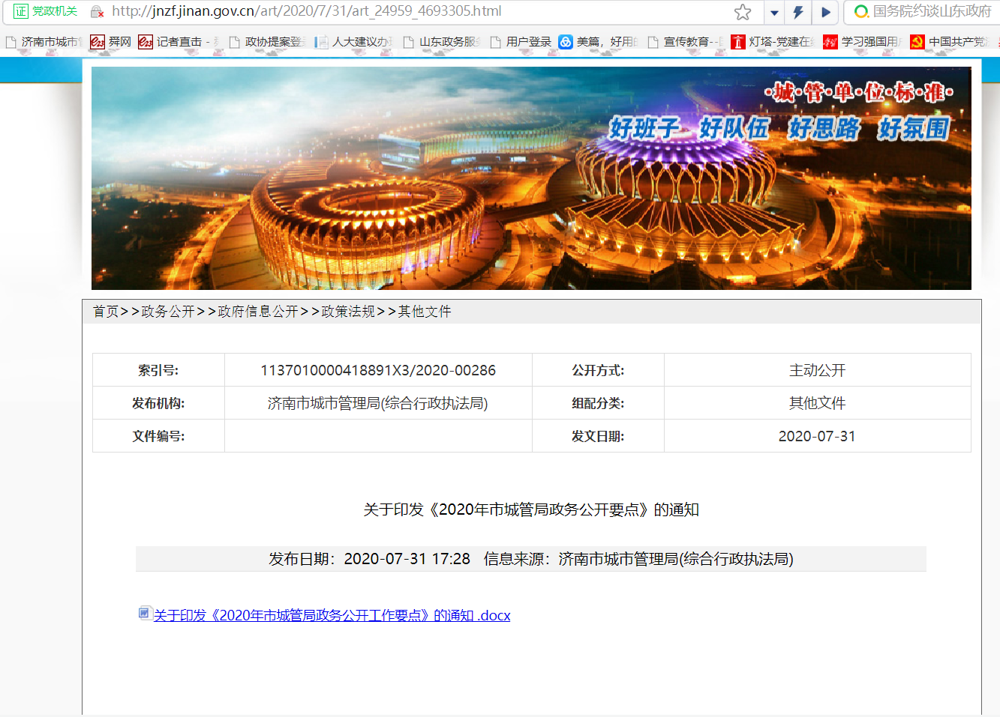 证 党政机关 http://jnzf.jinan.gov.cn/art/2020/7/31/art_24959_4693305.html 国务院约谈山东政府
济南市城市 舜网 记者直击 - 政协提案登 人大建议办 山东政务服 用户登录 美篇，好用 宣传教育-- 灯塔-党建在 学习强国用 中国共产党
·城·管·单·位·标·准·
好班子 好队伍 好思路 好氛围
首页>>政务公开>>政府信息公开>>政策法规>>其他文件
索引号: 1137010000418891X3/2020-00286 公开方式: 主动公开
发布机构: 济南市城市管理局(综合行政执法局) 组配分类: 其他文件
文件编号: 发文日期: 2020-07-31
关于印发《2020年市城管局政务公开要点》的通知
发布日期：2020-07-31 17:28 信息来源：济南市城市管理局(综合行政执法局)
关于印发《2020年市城管局政务公开工作要点》的通知 .docx